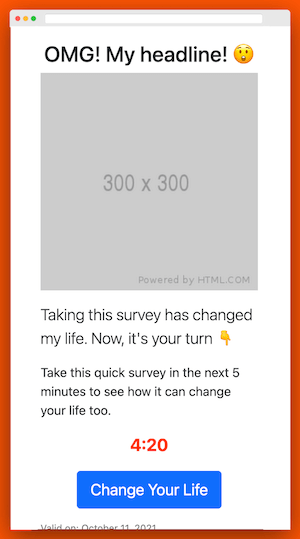 OMG! My headline! 😲
300 x 300
Powered by HTML.COM
Taking this survey has changed
my life. Now, it's your turn 👇
Take this quick survey in the next 5
minutes to see how it can change
your life too.
4:20
Change Your Life
Valid on: October 11, 2021